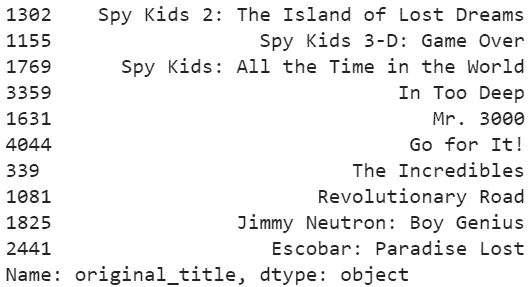 1302    Spy Kids 2: The Island of Lost Dreams
1155                  Spy Kids 3-D: Game Over
1769      Spy Kids: All the Time in the World
3359                              In Too Deep
1631                                 Mr. 3000
4044                               Go for It!
339                           The Incredibles
1081                       Revolutionary Road
1825                Jimmy Neutron: Boy Genius
2441                   Escobar: Paradise Lost
Name: original_title, dtype: object